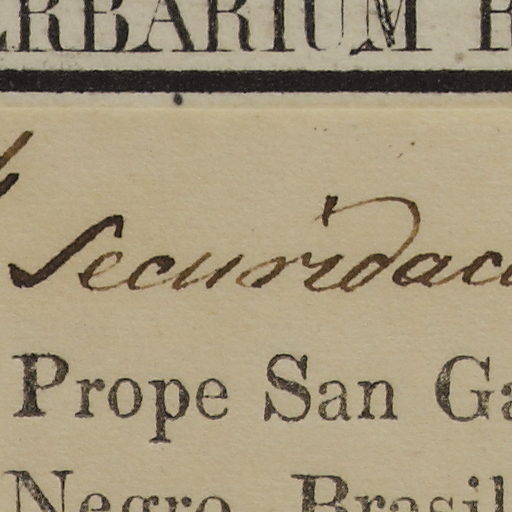 ERBARIUM
Securidaca
Prope San Ga
Negro, Brasil